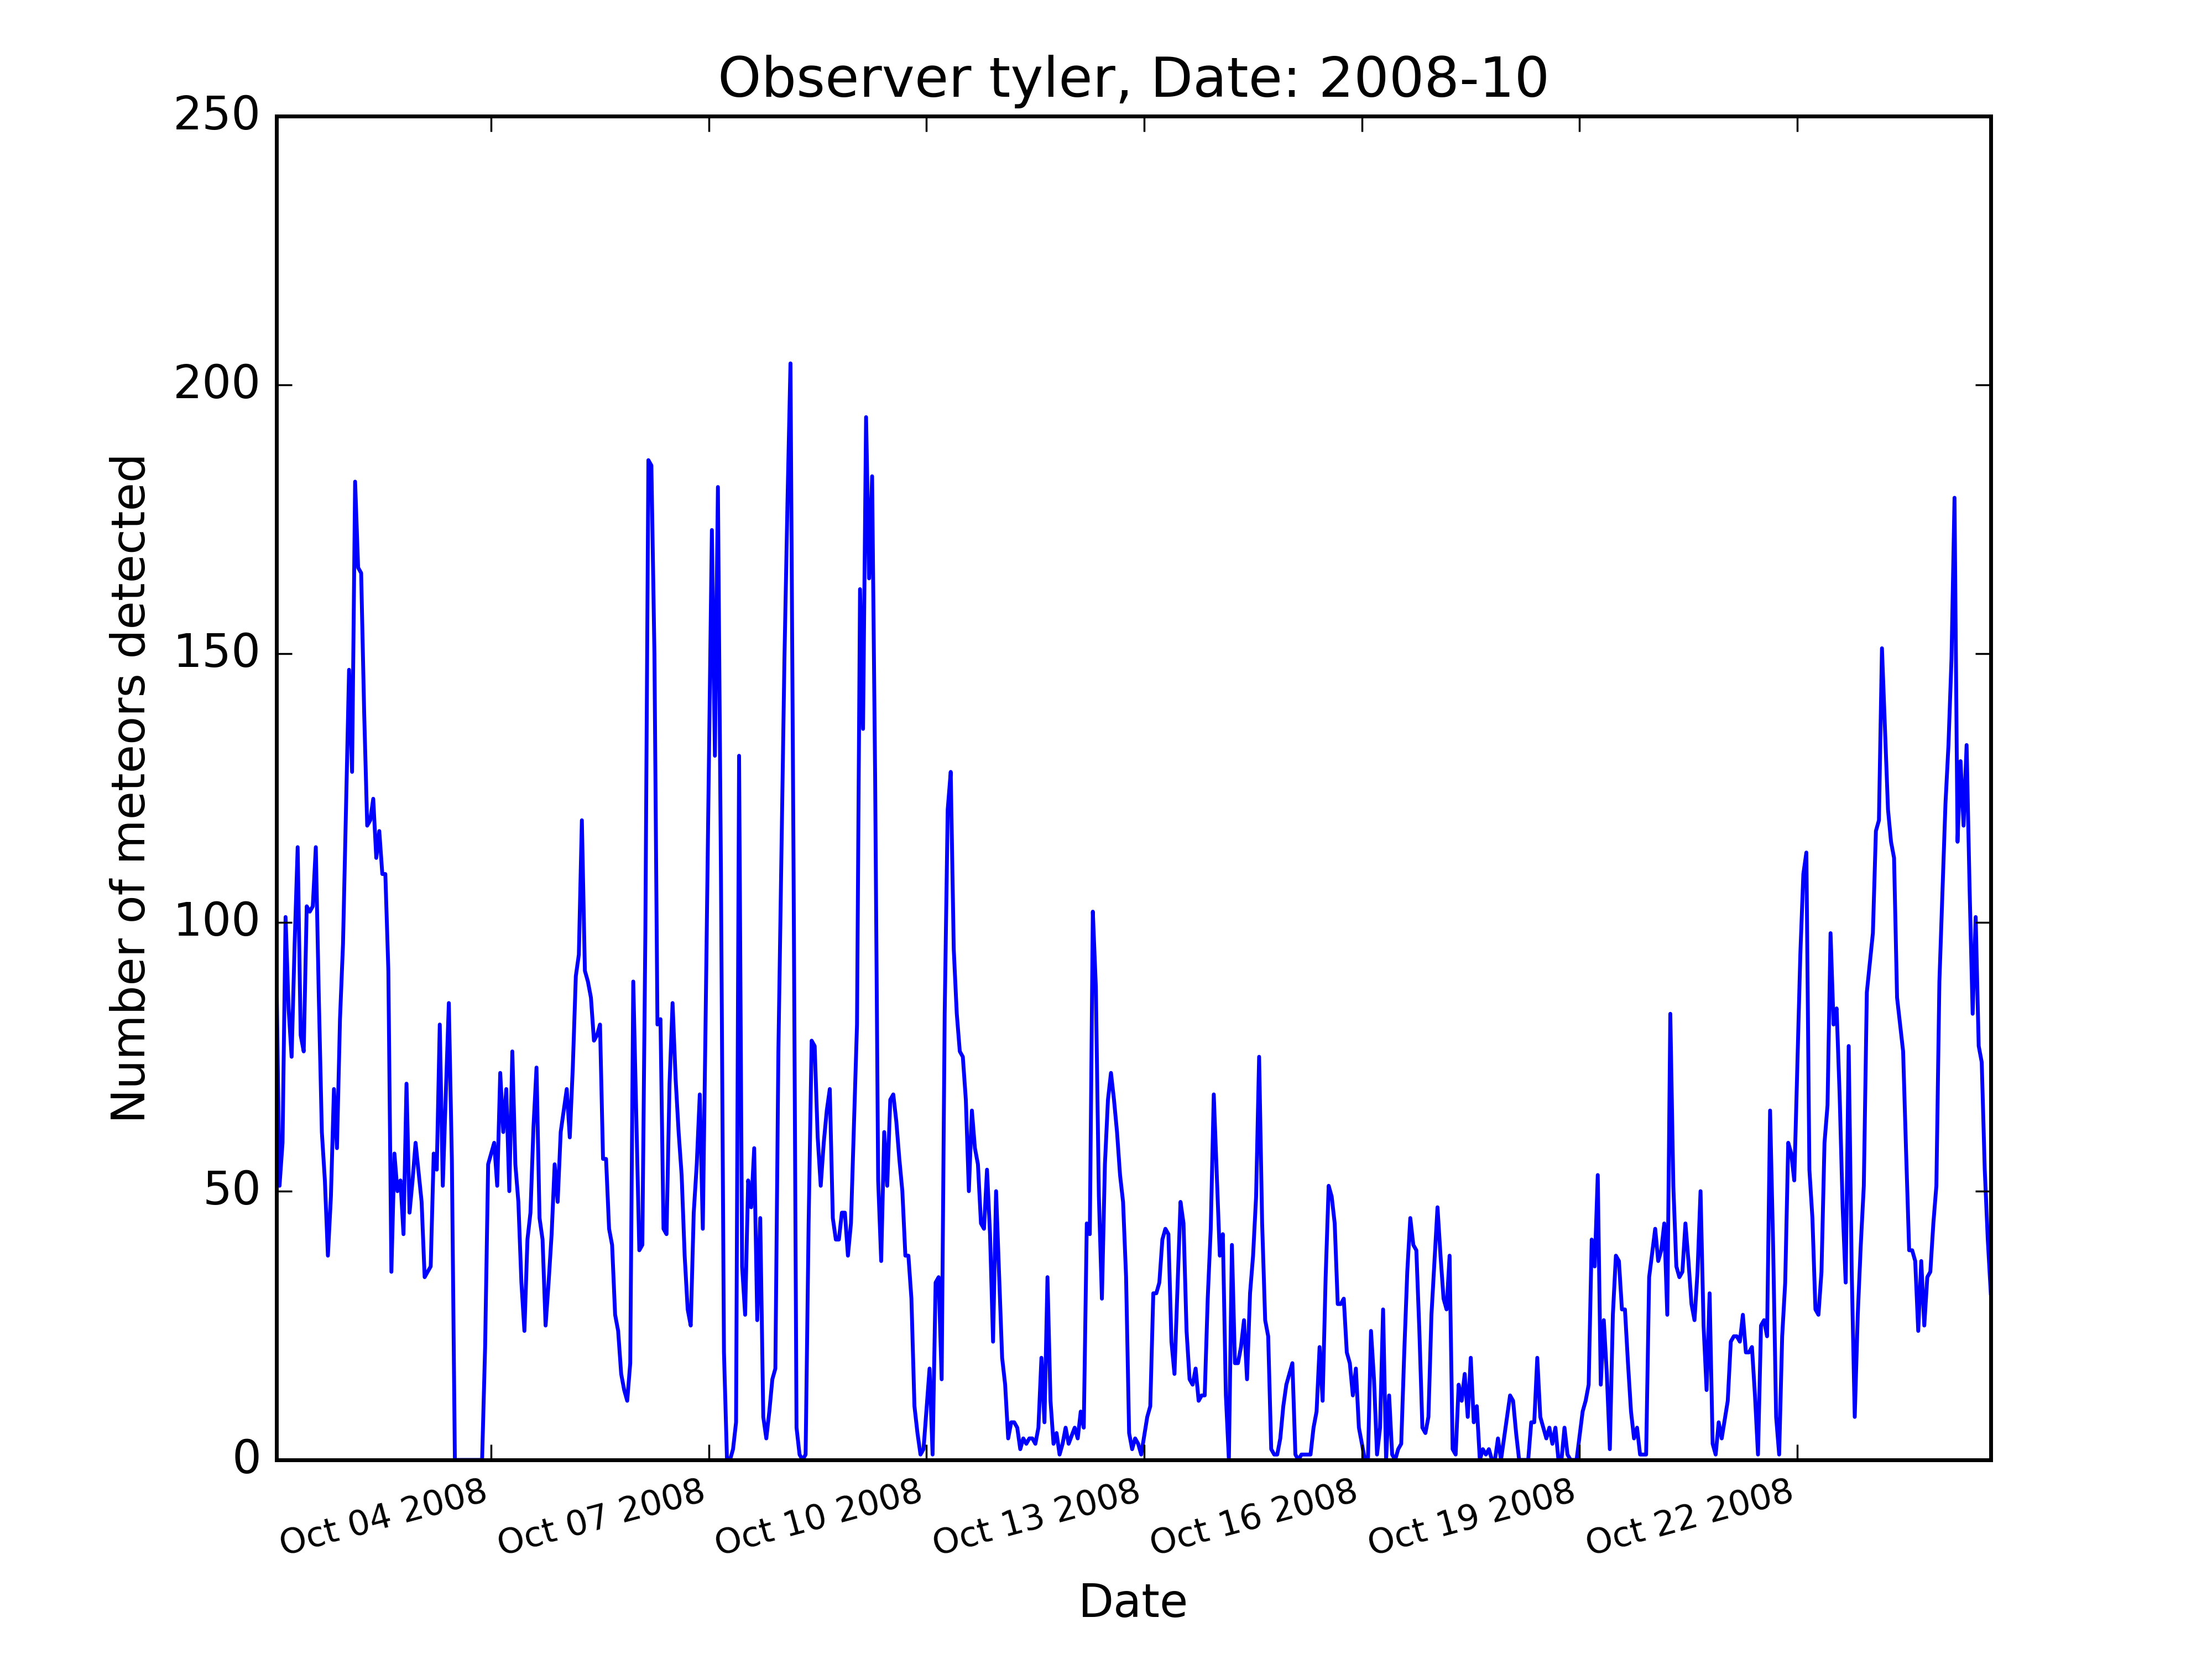 Observer tyler, Date: 2008-10
250
200
150
100
50
0
Number of meteors detected
Oct 04 2008
Oct 07 2008
Oct 10 2008
Oct 13 2008
Oct 16 2008
Oct 19 2008
Oct 22 2008
Date